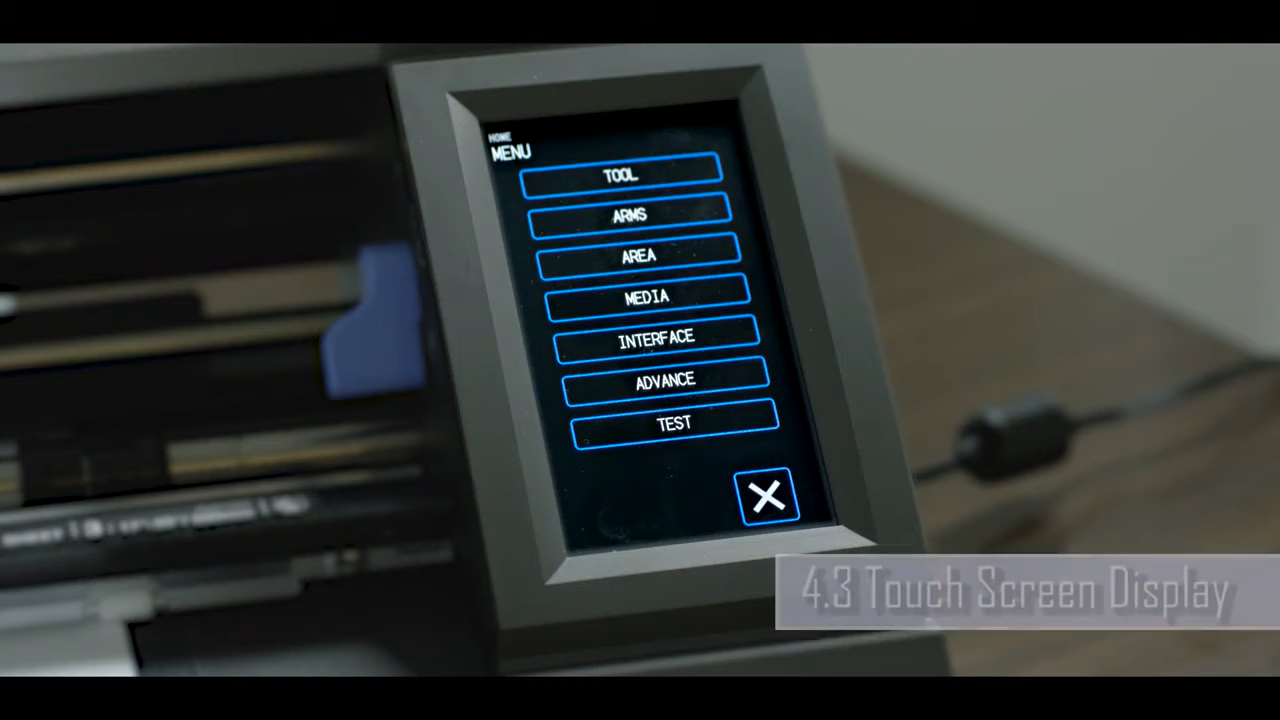 HOME
MENU
TOOL
ARMS
AREA
MEDIA
INTERFACE
ADVANCE
TEST
4.3 Touch Screen Display